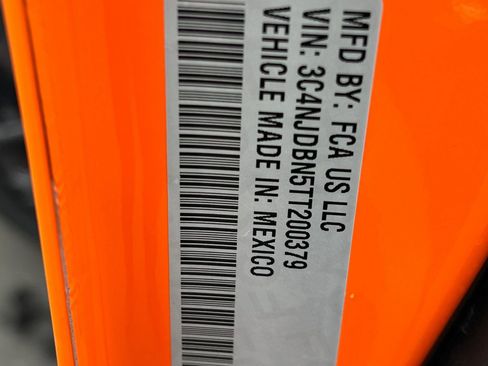 MFD BY: FCA US LLC
VIN: 3C4NJDBN5TT200379
VEHICLE MADE IN: MEXICO